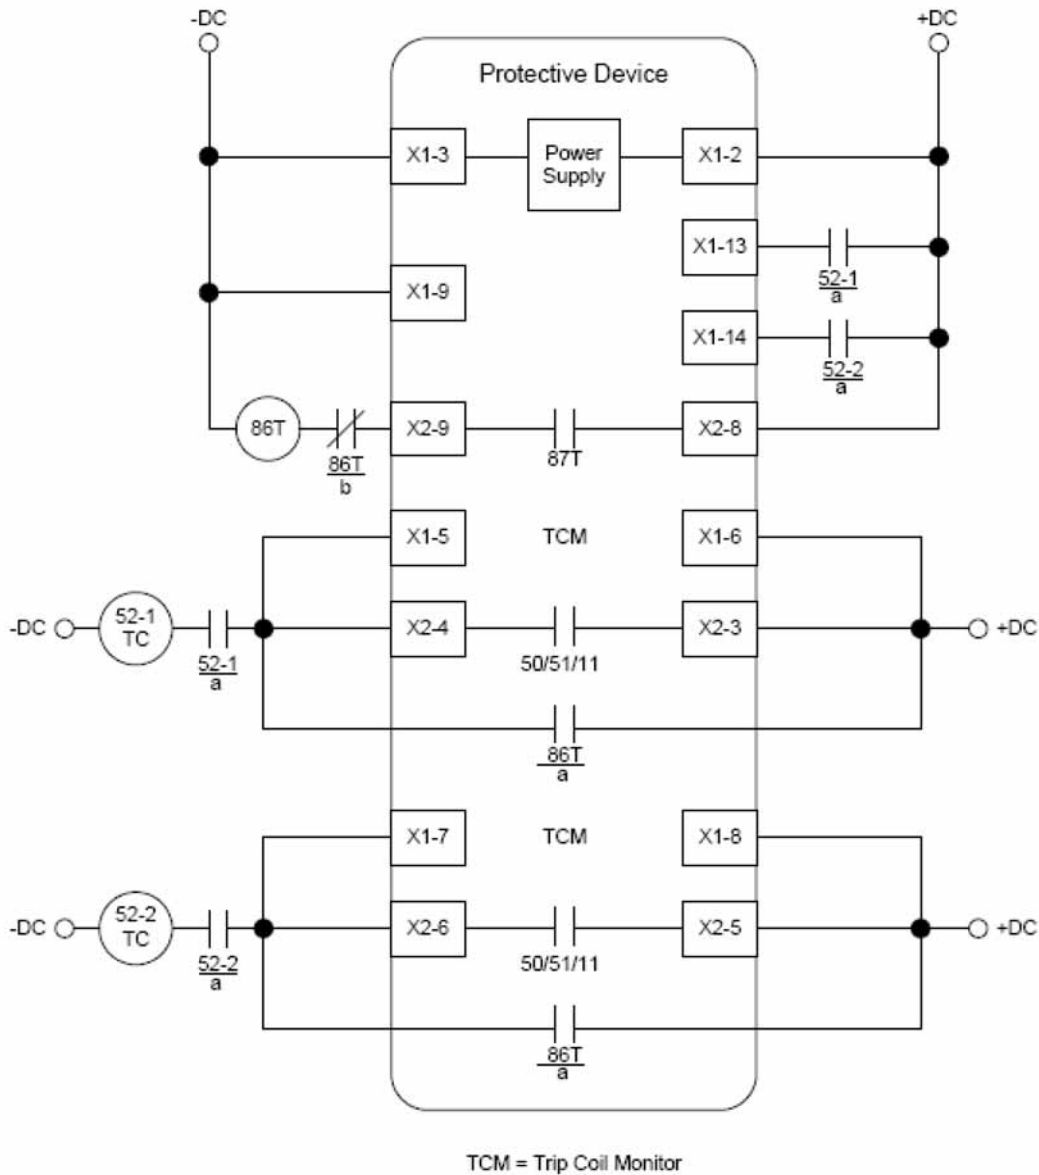 -DC
+DC
Protective Device
X1-3
Power
Supply
X1-2
X1-13
52-1
a
X1-9
X1-14
52-2
a
86T
86T
b
X2-9
87T
X2-8
X1-5
TCM
X1-6
-DC
52-1
TC
52-1
a
X2-4
50/51/11
X2-3
+DC
86T
a
X1-7
TCM
X1-8
-DC
52-2
TC
52-2
a
X2-6
50/51/11
X2-5
+DC
86T
a
TCM = Trip Coil Monitor